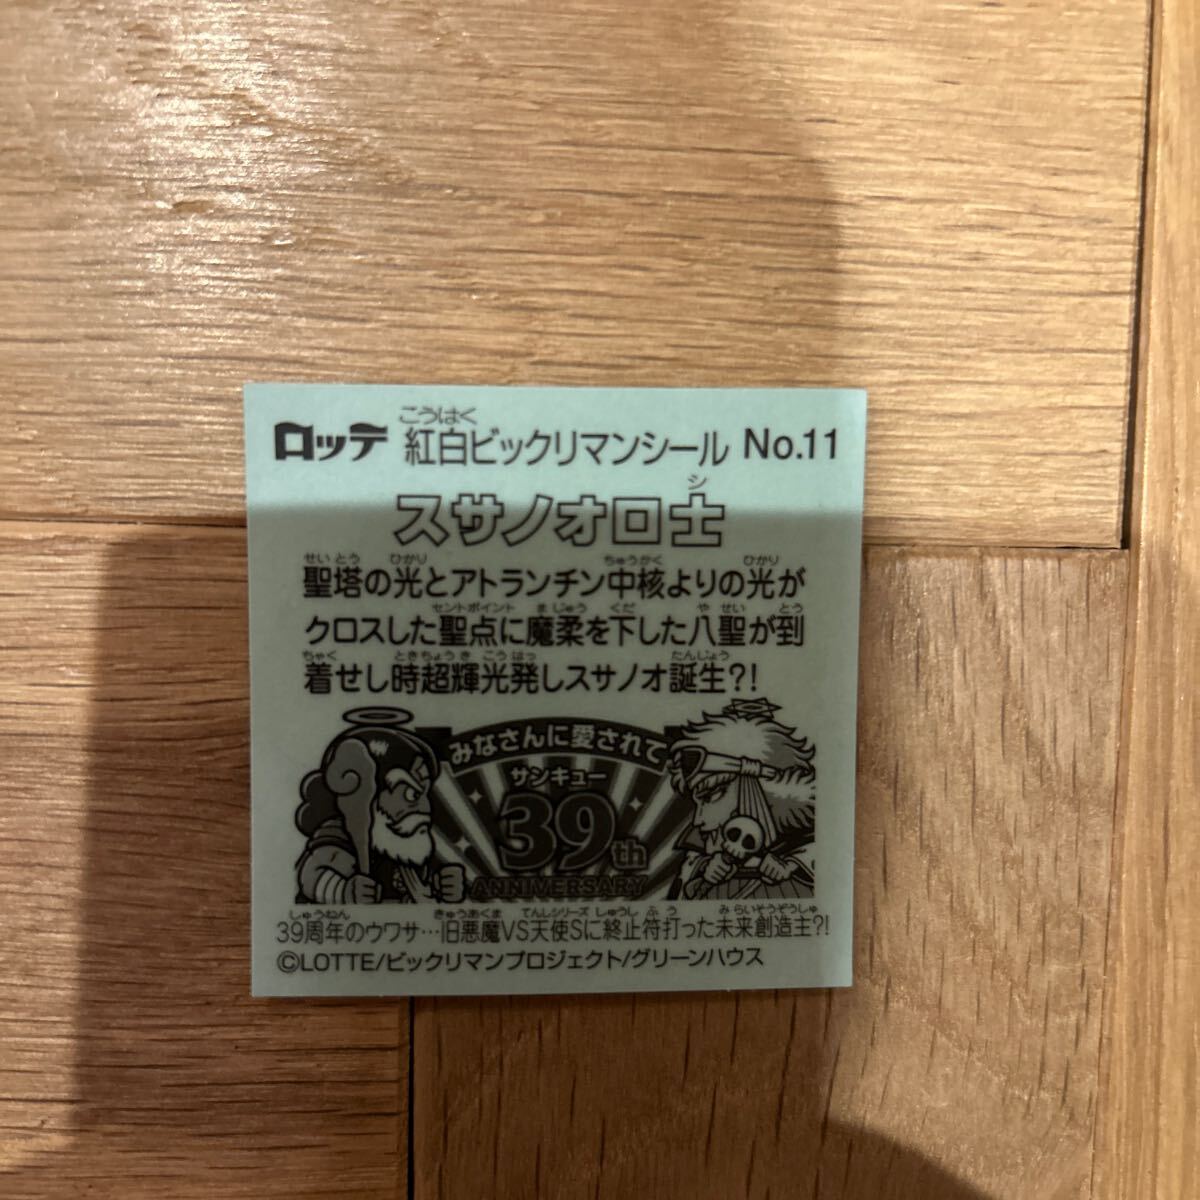 ロッテ 紅白ビックリマンシール No.11
こうはく
スサノオロ士
シ
せいとう ひかり ちゅうかく ひかり
聖塔の光とアトランチン中核よりの光が
セントポイント まじゅう くだ やせい とう
クロスした聖点に魔柔を下した八聖が到
ちゃく ときちょうき こうはっ たんじょう
着せし時超輝光発しスサノオ誕生?!
みなさんに愛されて
サンキュー
39th
ANNIVERSARY
しゅうねん きゅうあくま てんしシリーズ しゅうしふう みらいそうぞうしゅ
39周年のウワサ…旧悪魔VS天使Sに終止符打った未来創造主?!
©LOTTE/ビックリマンプロジェクト/グリーンハウス